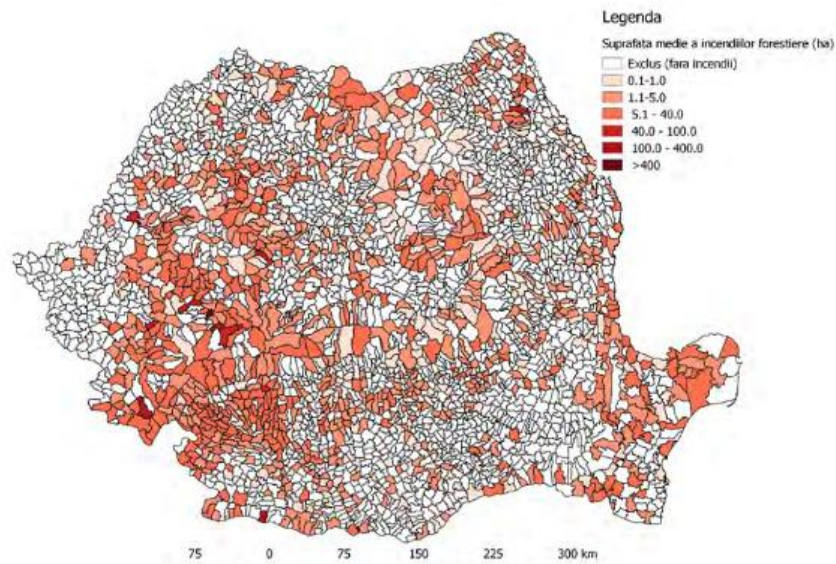 Legenda
Suprafața medie a incendiilor forestiere (ha)
Exclus (fara incendii)
0.1-1.0
1.1-5.0
5.1 - 40.0
40.0 - 100.0
100.0 - 400.0
>400
75 0 75 150 225 300 km